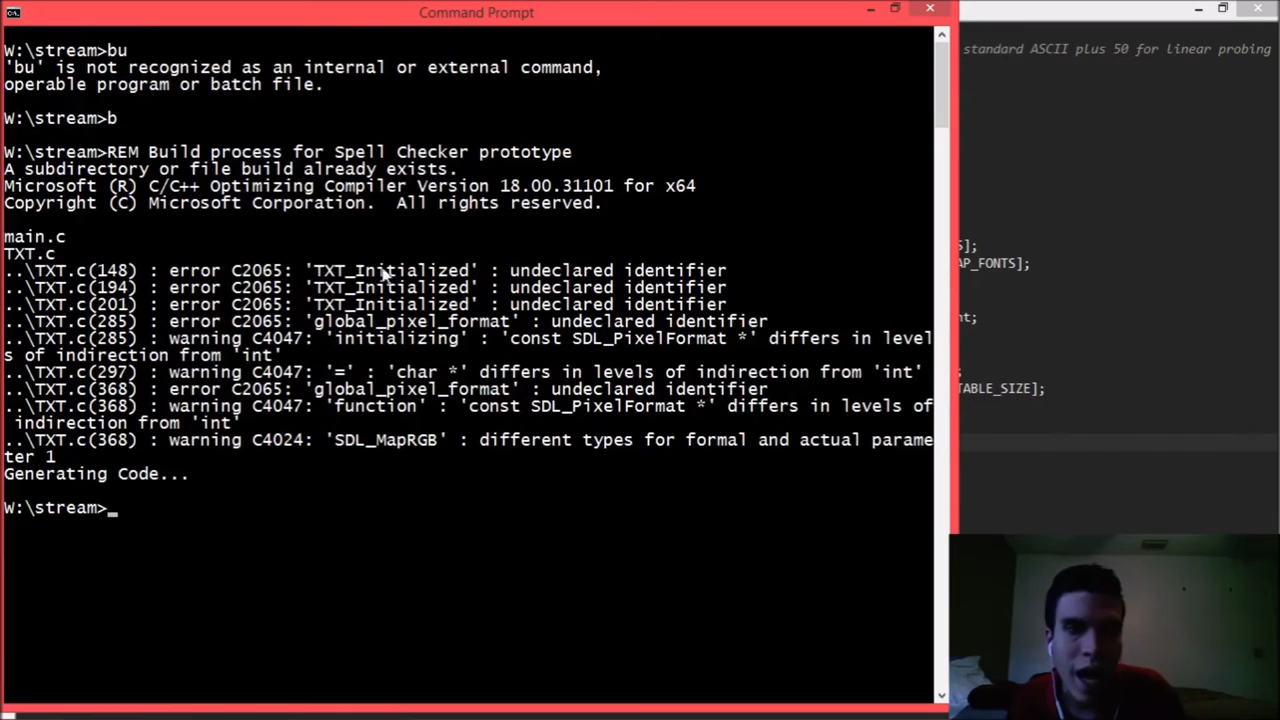 Command Prompt
W:\stream>bu
'bu' is not recognized as an internal or external command,
operable program or batch file.
W:\stream>b
W:\stream>REM Build process for Spell Checker prototype
A subdirectory or file build already exists.
Microsoft (R) C/C++ Optimizing Compiler Version 18.00.31101 for x64
Copyright (C) Microsoft Corporation.  All rights reserved.
main.c
TXT.c
..\TXT.c(148) : error C2065: 'TXT_Initialized' : undeclared identifier
..\TXT.c(194) : error C2065: 'TXT_Initialized' : undeclared identifier
..\TXT.c(201) : error C2065: 'TXT_Initialized' : undeclared identifier
..\TXT.c(285) : error C2065: 'global_pixel_format' : undeclared identifier
..\TXT.c(285) : warning C4047: 'initializing' : 'const SDL_PixelFormat *' differs in level
s of indirection from 'int'
..\TXT.c(297) : warning C4047: '=' : 'char *' differs in levels of indirection from 'int'
..\TXT.c(368) : error C2065: 'global_pixel_format' : undeclared identifier
..\TXT.c(368) : warning C4047: 'function' : 'const SDL_PixelFormat *' differs in levels of
 indirection from 'int'
..\TXT.c(368) : warning C4024: 'SDL_MapRGB' : different types for formal and actual parame
ter 1
Generating Code...
W:\stream>_
standard ASCII plus 50 for linear probing
S];
AP_FONTS];
nt;
TABLE_SIZE];